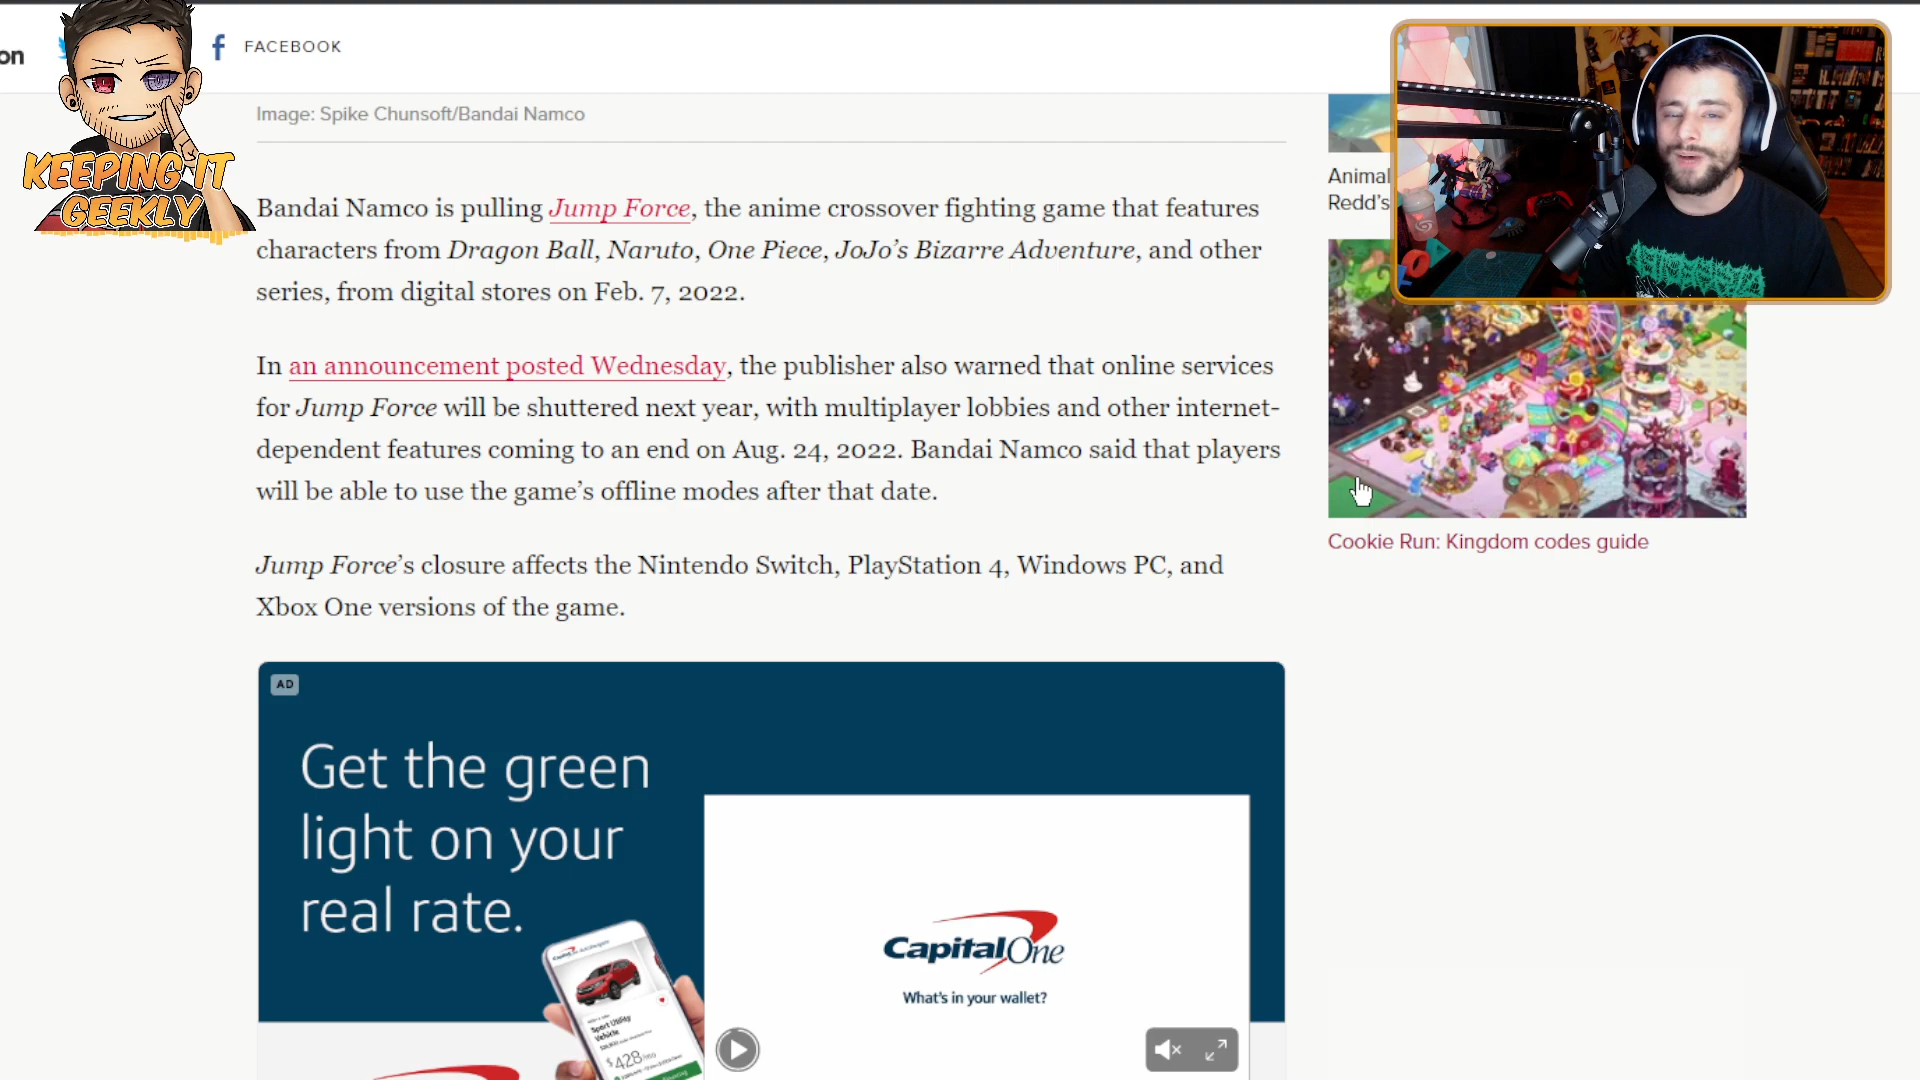 on
FACEBOOK
KEEPING IT
GEEKLY
Image: Spike Chunsoft/Bandai Namco
Bandai Namco is pulling Jump Force, the anime crossover fighting game that features
characters from Dragon Ball, Naruto, One Piece, JoJo's Bizarre Adventure, and other
series, from digital stores on Feb. 7, 2022.
In an announcement posted Wednesday, the publisher also warned that online services
for Jump Force will be shuttered next year, with multiplayer lobbies and other internet-
dependent features coming to an end on Aug. 24, 2022. Bandai Namco said that players
will be able to use the game's offline modes after that date.
Jump Force's closure affects the Nintendo Switch, PlayStation 4, Windows PC, and
Xbox One versions of the game.
Animal
Redd's
Cookie Run: Kingdom codes guide
AD
Get the green
light on your
real rate.
Sport Utility
Vehicle
$428/mo
CapitalOne
What's in your wallet?